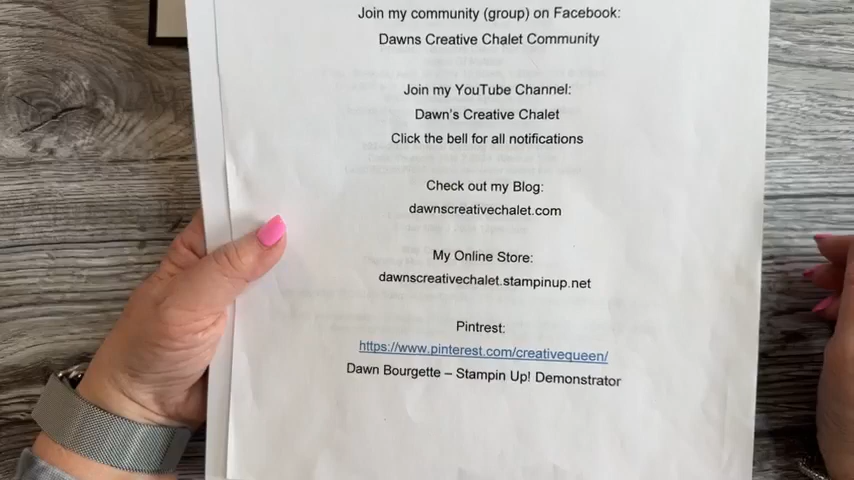 Join my community (group) on Facebook:
Dawns Creative Chalet Community
Join my YouTube Channel:
Dawn's Creative Chalet
Click the bell for all notifications
Check out my Blog:
dawnscreativechalet.com
My Online Store:
dawnscreativechalet.stampinup.net
Pintrest:
https://www.pinterest.com/creativequeen/
Dawn Bourgette – Stampin Up! Demonstrator